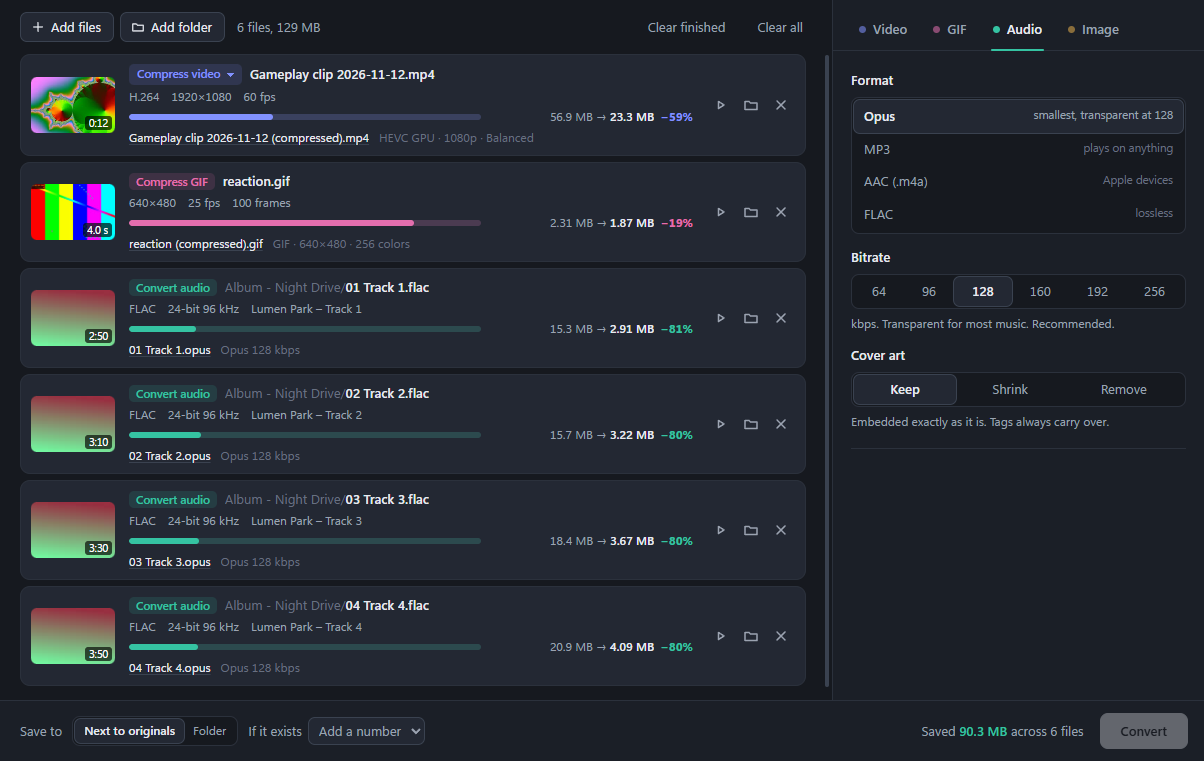 + Add files Add folder 6 files, 129 MB Clear finished Clear all
Compress video Gameplay clip 2026-11-12.mp4
H.264 1920×1080 60 fps
0:12
56.9 MB → 23.3 MB −59%
Gameplay clip 2026-11-12 (compressed).mp4 HEVC GPU · 1080p · Balanced
Compress GIF reaction.gif
640×480 25 fps 100 frames
4.0 s
2.31 MB → 1.87 MB −19%
reaction (compressed).gif GIF · 640×480 · 256 colors
Convert audio Album - Night Drive/01 Track 1.flac
FLAC 24-bit 96 kHz Lumen Park – Track 1
2:50
15.3 MB → 2.91 MB −81%
01 Track 1.opus Opus 128 kbps
Convert audio Album - Night Drive/02 Track 2.flac
FLAC 24-bit 96 kHz Lumen Park – Track 2
3:10
15.7 MB → 3.22 MB −80%
02 Track 2.opus Opus 128 kbps
Convert audio Album - Night Drive/03 Track 3.flac
FLAC 24-bit 96 kHz Lumen Park – Track 3
3:30
18.4 MB → 3.67 MB −80%
03 Track 3.opus Opus 128 kbps
Convert audio Album - Night Drive/04 Track 4.flac
FLAC 24-bit 96 kHz Lumen Park – Track 4
3:50
20.9 MB → 4.09 MB −80%
04 Track 4.opus Opus 128 kbps
Video GIF Audio Image
Format
Opus smallest, transparent at 128
MP3 plays on anything
AAC (.m4a) Apple devices
FLAC lossless
Bitrate
64 96 128 160 192 256
kbps. Transparent for most music. Recommended.
Cover art
Keep Shrink Remove
Embedded exactly as it is. Tags always carry over.
Save to Next to originals Folder If it exists Add a number Saved 90.3 MB across 6 files Convert